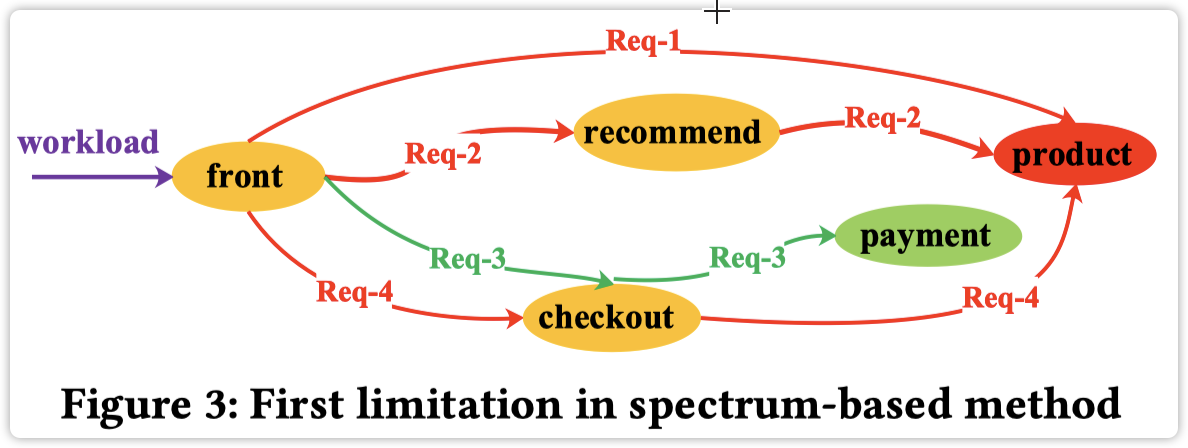 Req-1
recommend
Req-2
workload
Req-2
product
front
payment
Req-3
Req-3
Req-4
Req-4
checkout
Figure 3: First limitation in spectrum-based method